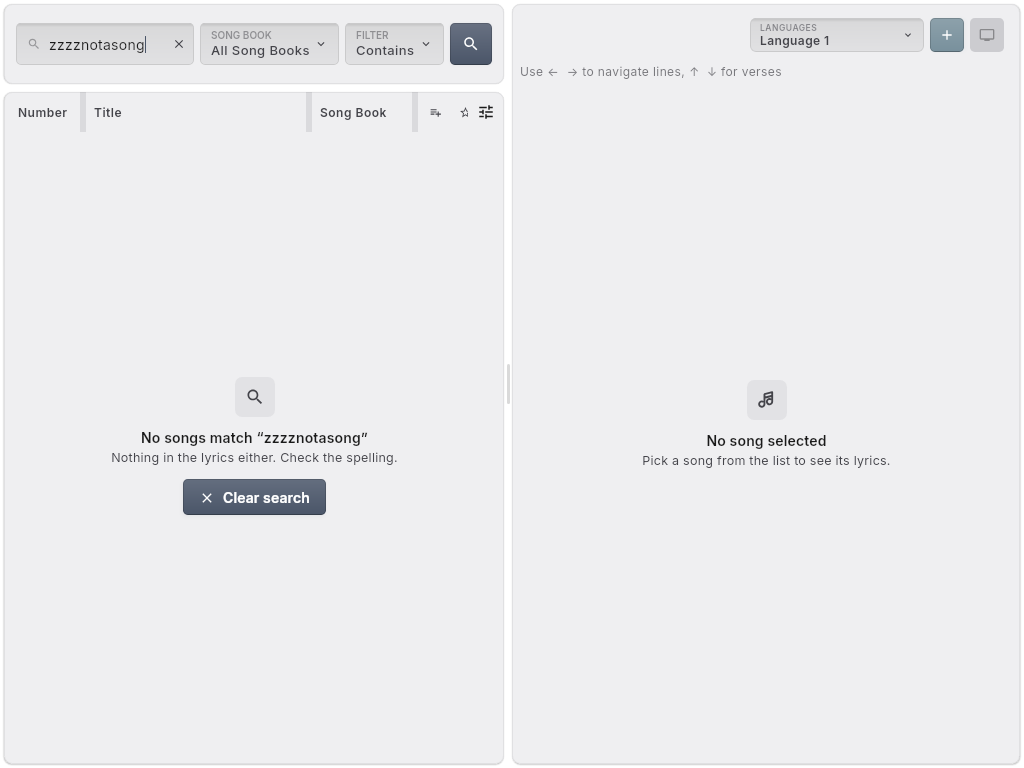 zzzznotasong
SONG BOOK
All Song Books
FILTER
Contains
Number
Title
Song Book
No songs match “zzzznotasong”
Nothing in the lyrics either. Check the spelling.
Clear search
LANGUAGES
Language 1
Use ← → to navigate lines, ↑ ↓ for verses
No song selected
Pick a song from the list to see its lyrics.